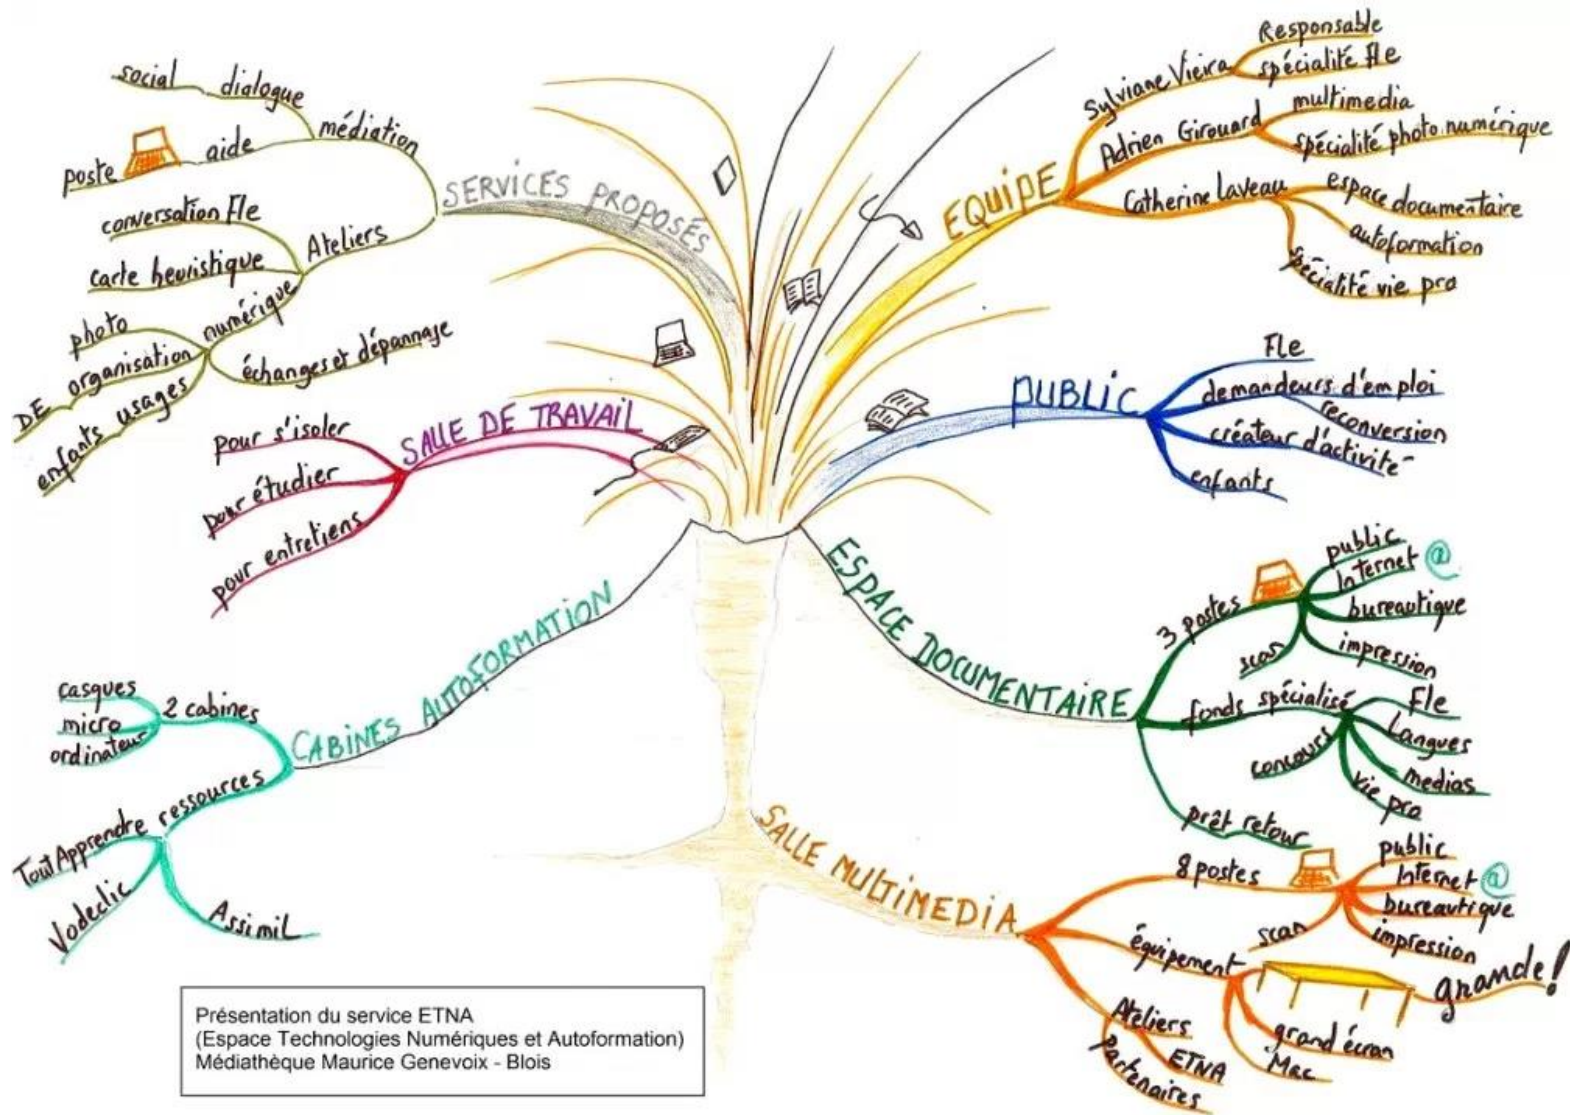 social
dialogue
médiation
poste
aide
SERVICES PROPOSÉS
conversation Fle
carte heuristique
Ateliers
numérique
photo
organisation
DE
enfants usages
échanges et dépannage
SALLE DE TRAVAIL
pour s'isoler
pour étudier
pour entretiens
CABINES AUTOFORMATION
2 cabines
casques
micro
ordinateur
ressources
Tout Apprendre
Vodeclic
Assimil
EQUIPE
Sylviane Vieira
Responsable
spécialité fle
Adrien Girouard
multimedia
spécialité photo numérique
Catherine Laveau
espace documentaire
autoformation
spécialité vie pro
PUBLIC
Fle
demandeurs d'emploi
reconversion
créateur d'activité
enfants
ESPACE DOCUMENTAIRE
3 postes
public
Internet @
bureautique
impression
scan
fonds spécialisé
Fle
Langues
medias
vie pro
concours
prêt retour
SALLE MULTIMEDIA
8 postes
public
Internet @
bureautique
impression
scan
équipement
grande!
grand écran
Mac
Ateliers
ETNA
partenaires
Présentation du service ETNA
(Espace Technologies Numériques et Autoformation)
Médiathèque Maurice Genevoix - Blois